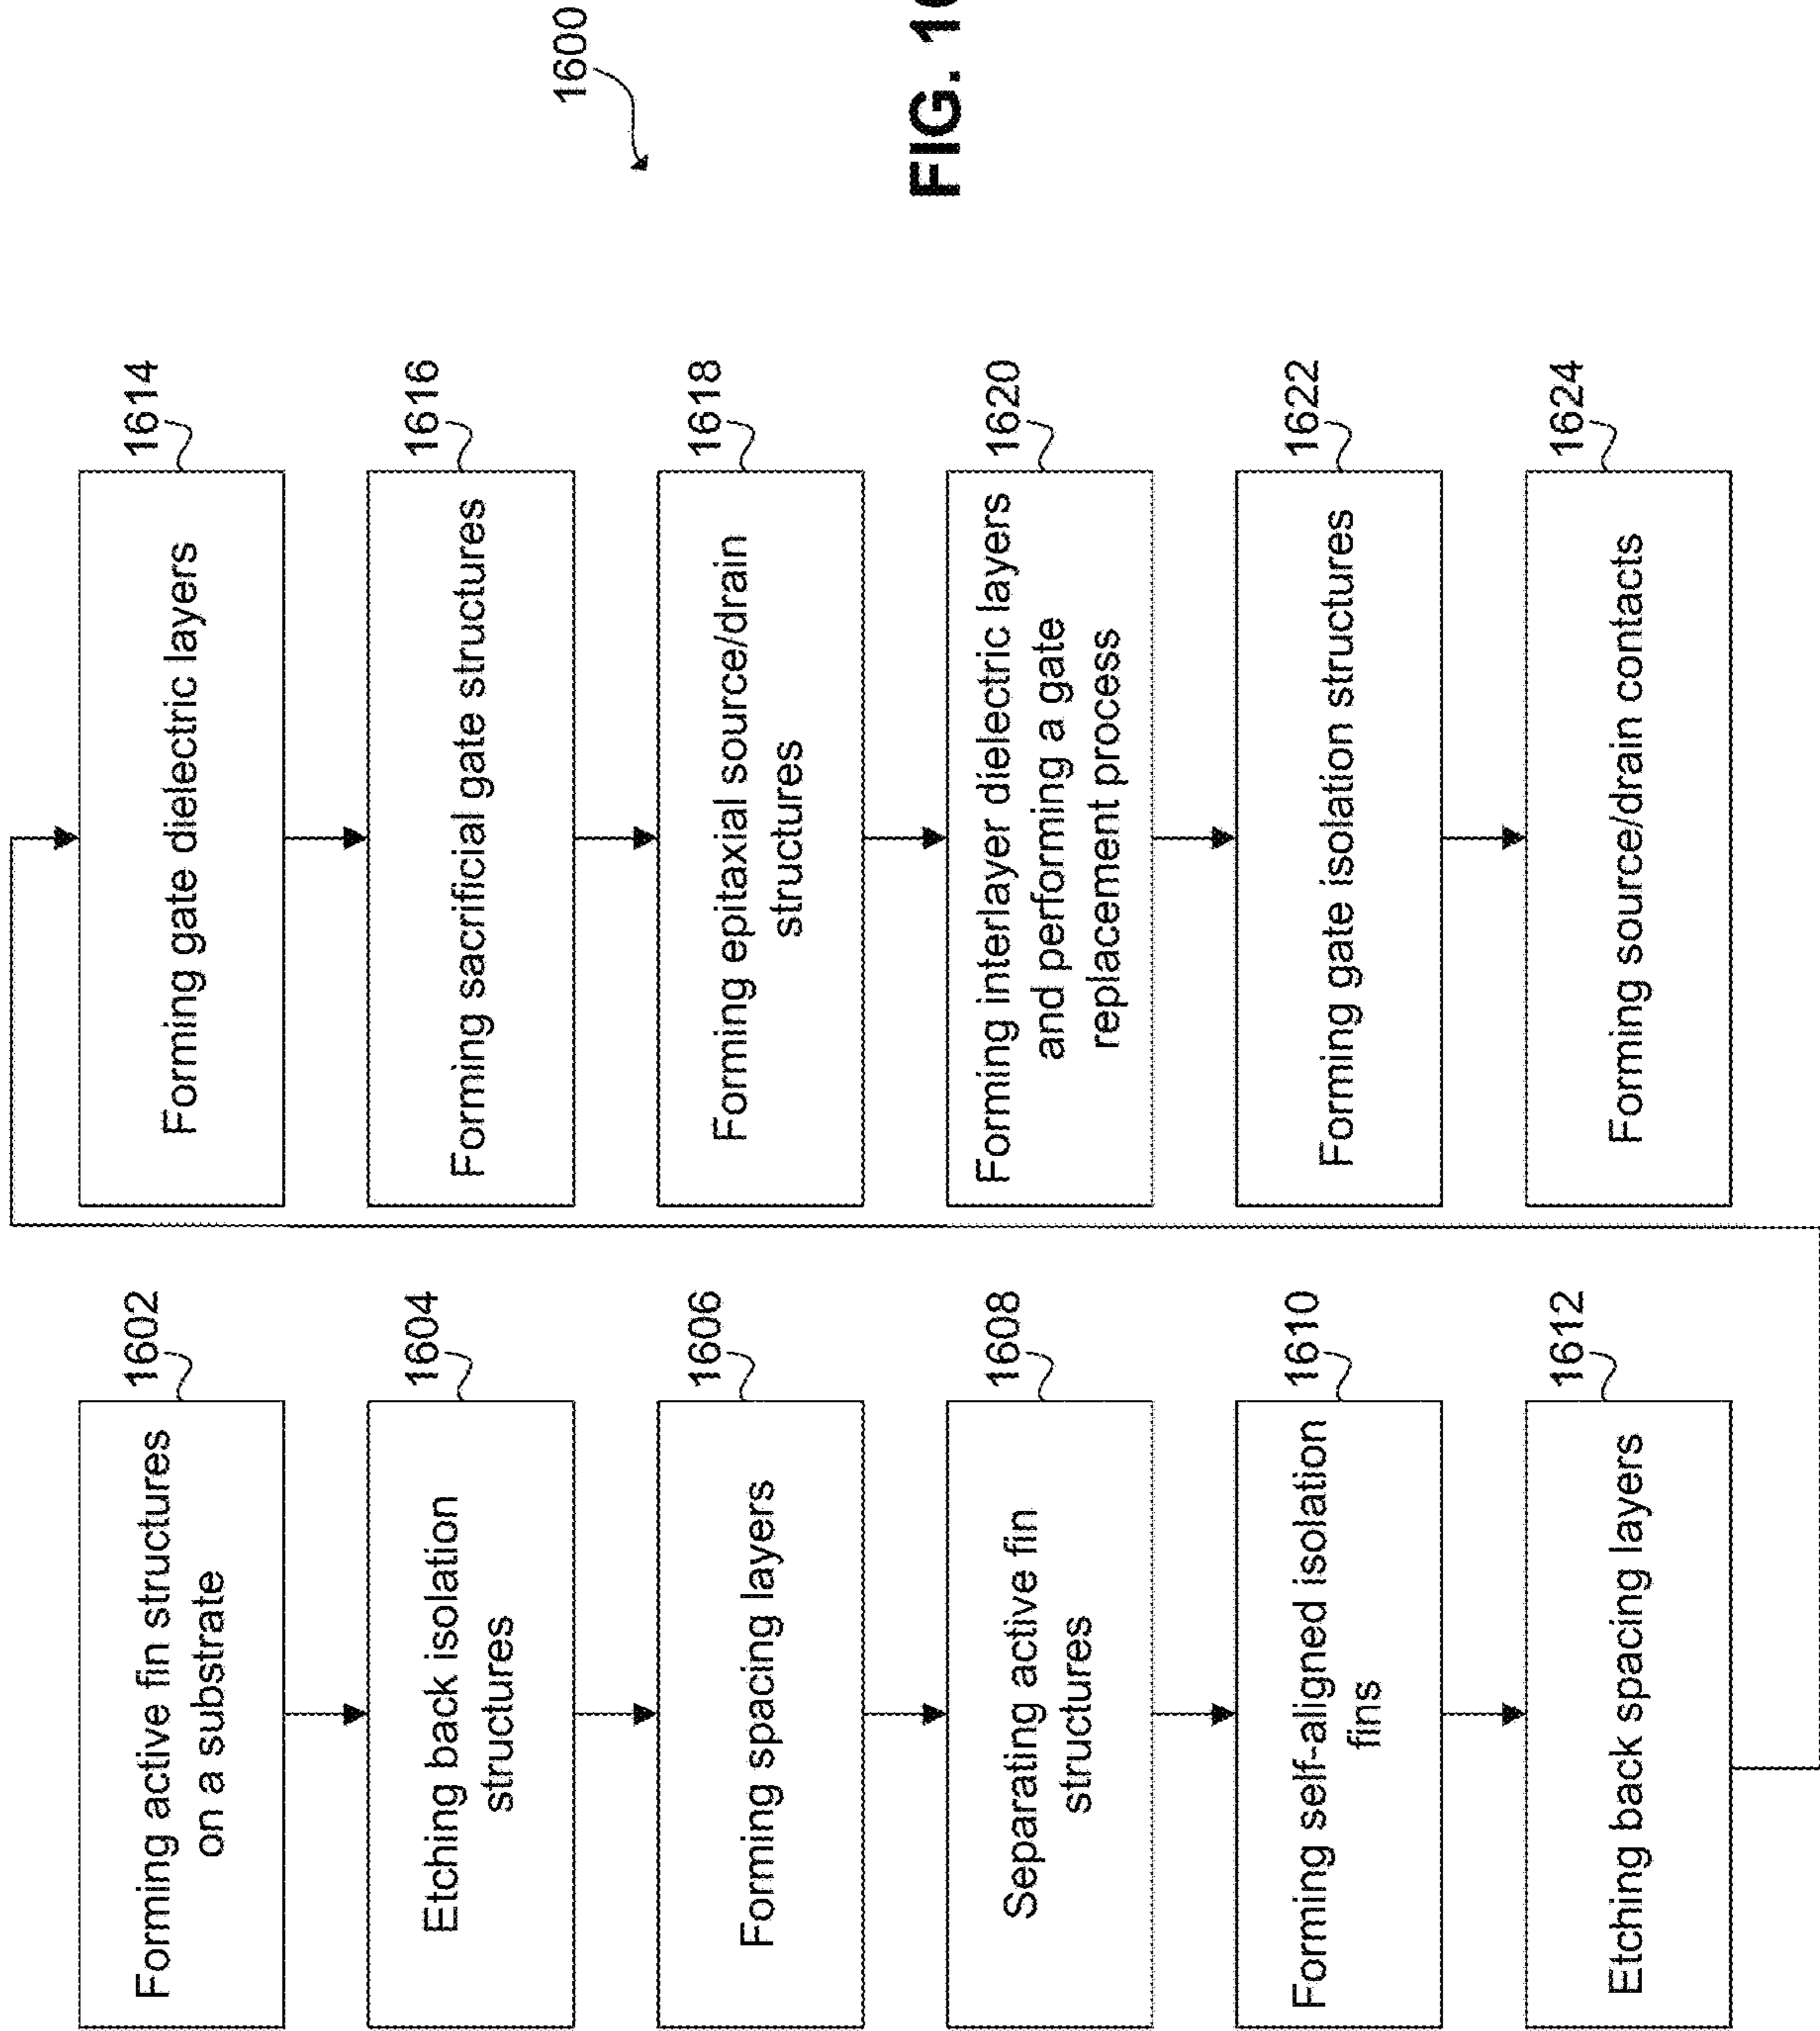 1602
Forming active fin structures
on a substrate
1604
Etching back isolation
structures
1606
Forming spacing layers
1608
Separating active fin
structures
1610
Forming self-aligned isolation
fins
1612
Etching back spacing layers
1614
Forming gate dielectric layers
1616
Forming sacrificial gate structures
1618
Forming epitaxial source/drain
structures
1620
Forming interlayer dielectric layers
and performing a gate
replacement process
1622
Forming gate isolation structures
1624
Forming source/drain contacts
1600
FIG.